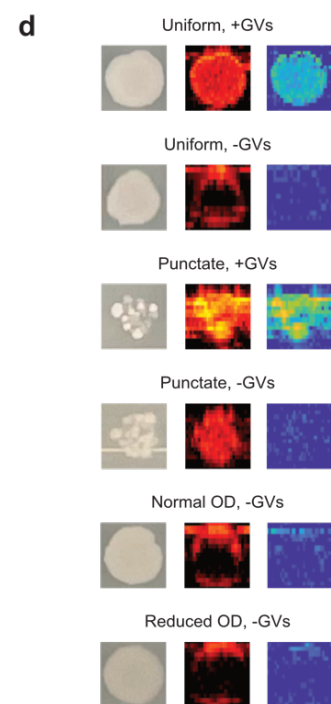 d
Uniform, +GVs
Uniform, -GVs
Punctate, +GVs
Punctate, -GVs
Normal OD, -GVs
Reduced OD, -GVs